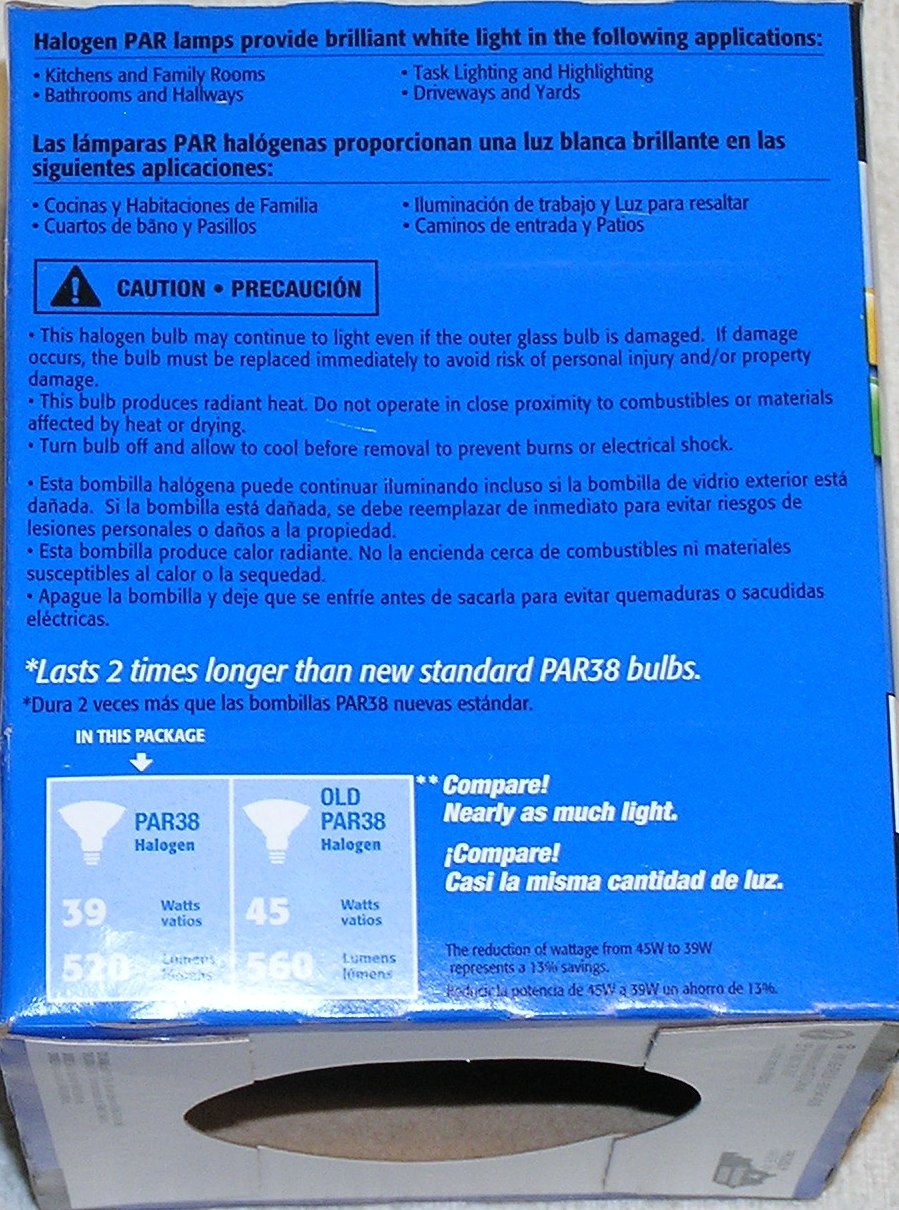 Halogen PAR lamps provide brilliant white light in the following applications:
• Kitchens and Family Rooms
• Bathrooms and Hallways
• Task Lighting and Highlighting
• Driveways and Yards
Las lámparas PAR halógenas proporcionan una luz blanca brillante en las
siguientes aplicaciones:
• Cocinas y Habitaciones de Familia
• Cuartos de bãno y Pasillos
• Iluminación de trabajo y Luz para resaltar
• Caminos de entrada y Patios
CAUTION • PRECAUCIÓN
• This halogen bulb may continue to light even if the outer glass bulb is damaged. If damage
occurs, the bulb must be replaced immediately to avoid risk of personal injury and/or property
damage.
• This bulb produces radiant heat. Do not operate in close proximity to combustibles or materials
affected by heat or drying.
• Turn bulb off and allow to cool before removal to prevent burns or electrical shock.
• Esta bombilla halógena puede continuar iluminando incluso si la bombilla de vidrio exterior está
dañada. Si la bombilla está dañada, se debe reemplazar de inmediato para evitar riesgos de
lesiones personales o daños a la propiedad.
• Esta bombilla produce calor radiante. No la encienda cerca de combustibles ni materiales
susceptibles al calor o la sequedad.
• Apague la bombilla y deje que se enfríe antes de sacarla para evitar quemaduras o sacudidas
eléctricas.
*Lasts 2 times longer than new standard PAR38 bulbs.
*Dura 2 veces más que las bombillas PAR38 nuevas estándar.
IN THIS PACKAGE
PAR38
Halogen
39 Watts
vatios
520 Lumens
lúmens
OLD
PAR38
Halogen
45 Watts
vatios
560 Lumens
lúmens
** Compare!
Nearly as much light.
¡Compare!
Casi la misma cantidad de luz.
The reduction of wattage from 45W to 39W
represents a 13% savings.
Reducir la potencia de 45W a 39W un ahorro de 13%.